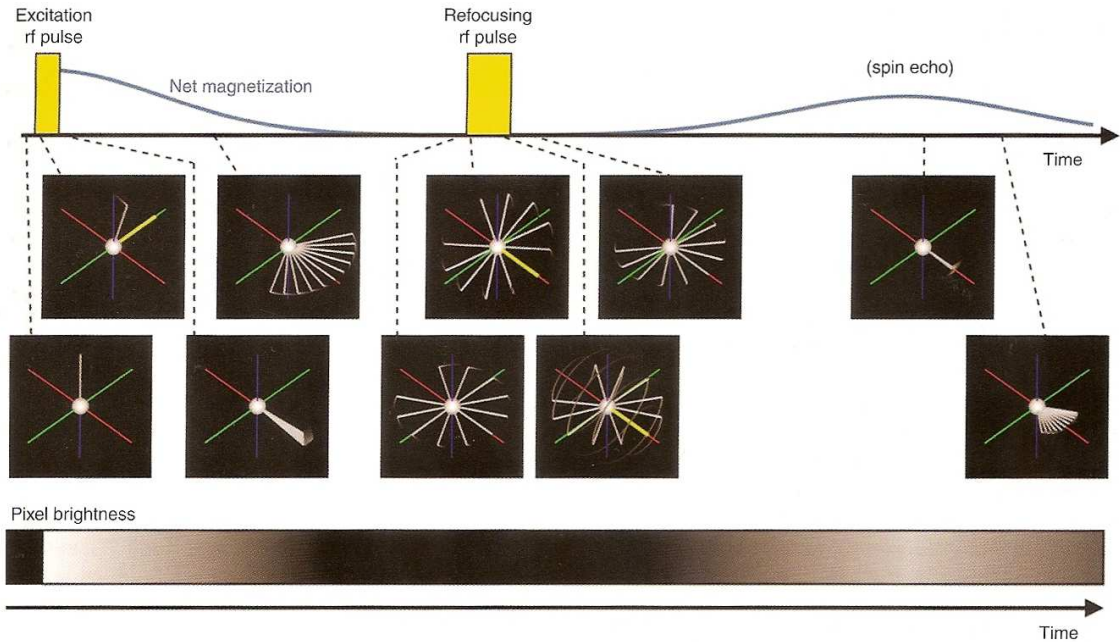 Excitation
rf pulse
Refocusing
rf pulse
Net magnetization
(spin echo)
Time
Pixel brightness
Time